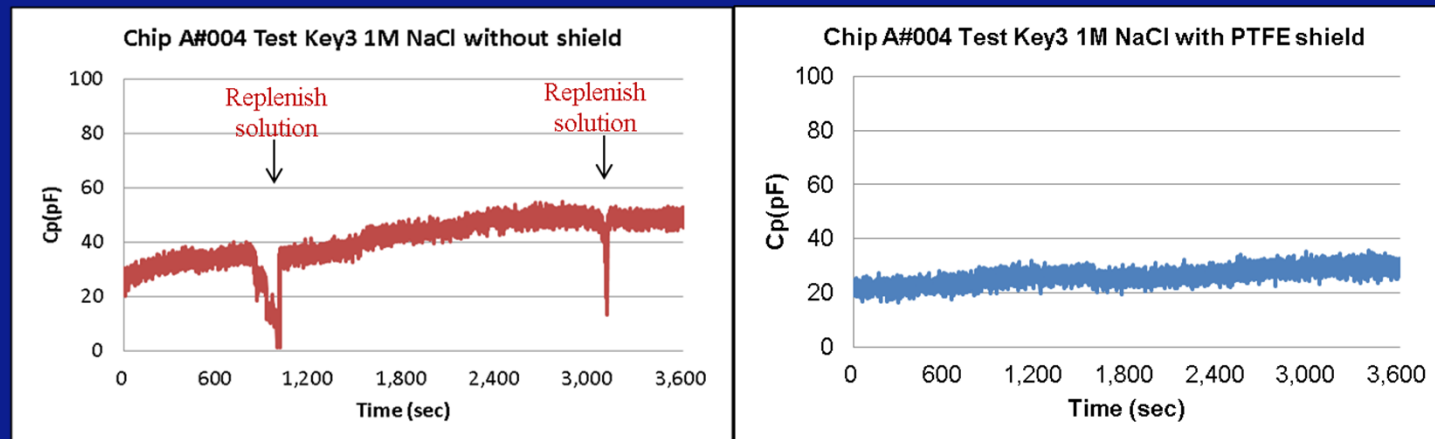 Chip A#004 Test Key3 1M NaCl without shield
100
80
60
40
20
0
Cp(pF)
Replenish
solution
Replenish
solution
0 600 1,200 1,800 2,400 3,000 3,600
Time (sec)
Chip A#004 Test Key3 1M NaCl with PTFE shield
100
80
60
40
20
0
Cp(pF)
0 600 1,200 1,800 2,400 3,000 3,600
Time (sec)